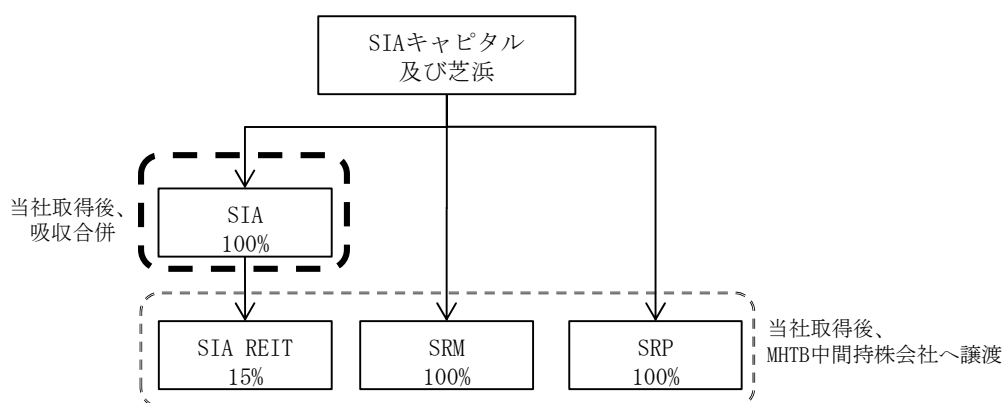 SIAキャピタル
及び芝浜
当社取得後、
吸収合併
SIA
100%
SIA REIT
15%
SRM
100%
SRP
100%
当社取得後、
MHTB中間持株会社へ譲渡